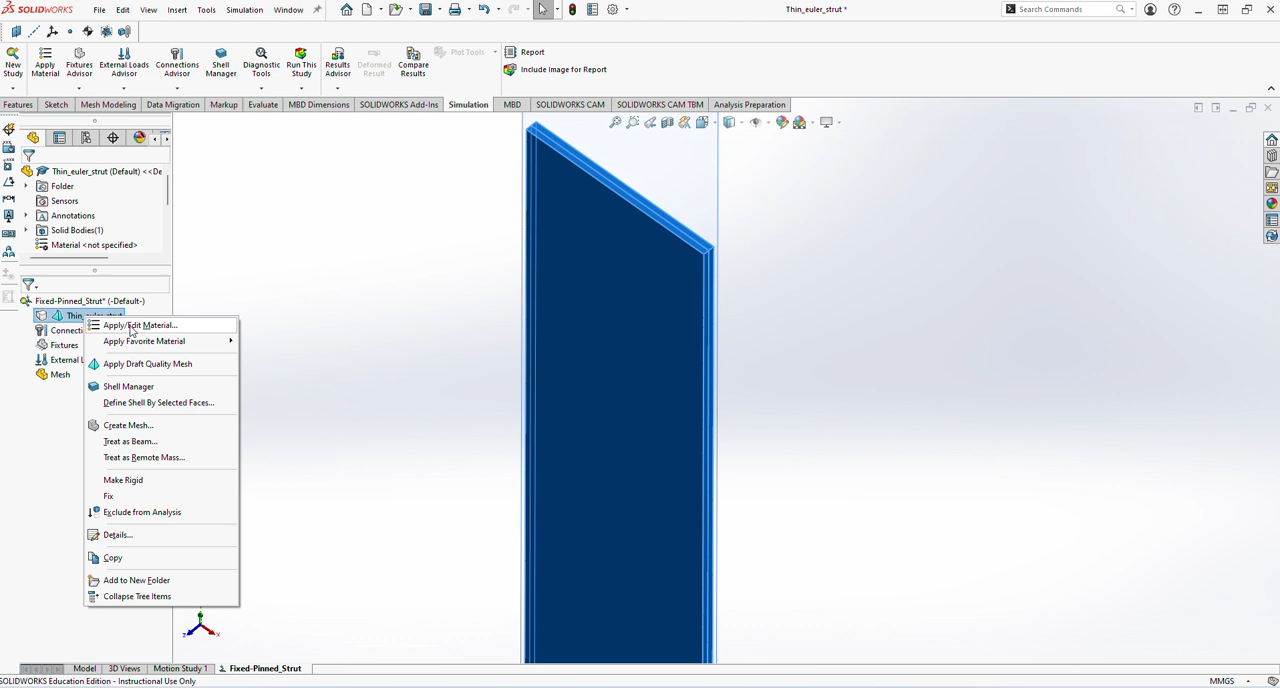 SOLIDWORKS File Edit View Insert Tools Simulation Window Thin_euler_strut * Search Commands
New Study
Apply Material
Fixtures Advisor
External Loads Advisor
Connections Advisor
Shell Manager
Diagnostic Tools
Run This Study
Results Advisor
Deformed Result
Compare Results
Plot Tools
Report
Include Image for Report
Features Sketch Mesh Modeling Data Migration Markup Evaluate MBD Dimensions SOLIDWORKS Add-Ins Simulation MBD SOLIDWORKS CAM SOLIDWORKS CAM TBM Analysis Preparation
Thin_euler_strut (Default) <<De
Folder
Sensors
Annotations
Solid Bodies(1)
Material <not specified>
Fixed-Pinned_Strut* (-Default-)
Thin_euler_strut
Connecti
Fixtures
External L
Mesh
Apply/Edit Material...
Apply Favorite Material
Apply Draft Quality Mesh
Shell Manager
Define Shell By Selected Faces...
Create Mesh...
Treat as Beam...
Treat as Remote Mass...
Make Rigid
Fix
Exclude from Analysis
Details...
Copy
Add to New Folder
Collapse Tree Items
z x
Model 3D Views Motion Study 1 Fixed-Pinned_Strut
SOLIDWORKS Education Edition - Instructional Use Only MMGS